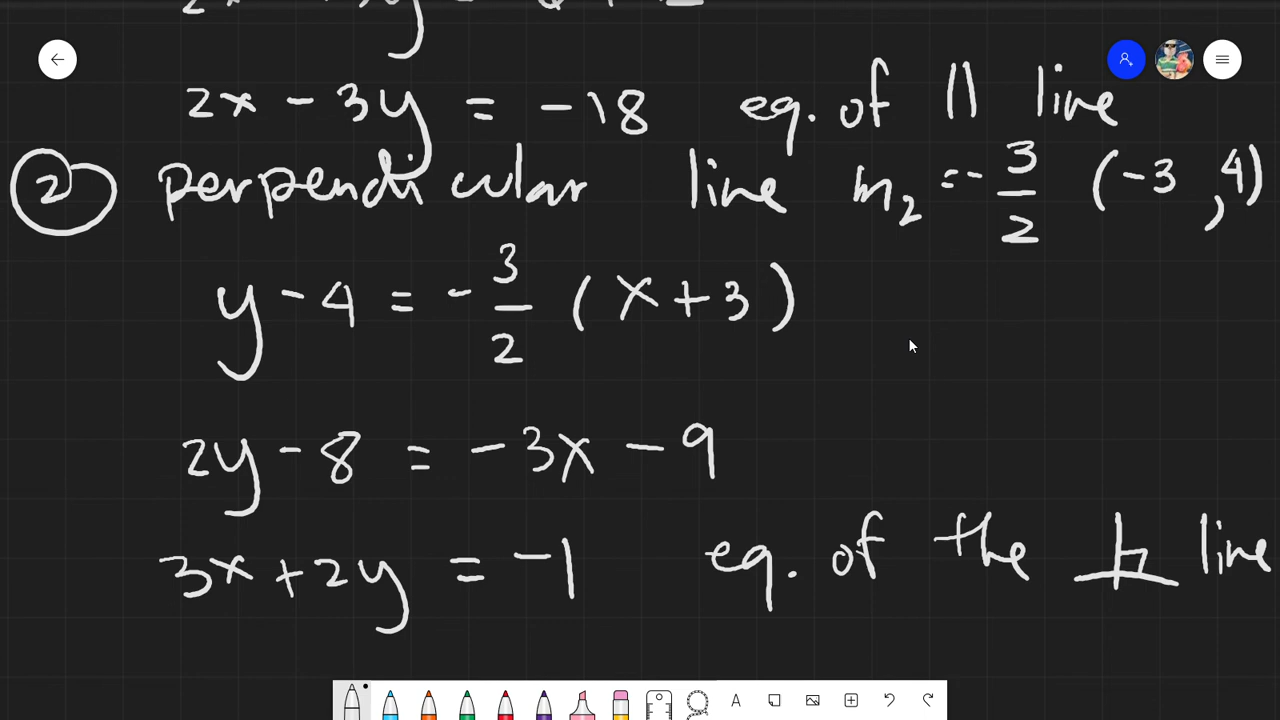 2x - 3y = -18 eq. of || line
② perpendicular line m₂ = -3/2 (-3, 4)
y - 4 = -3/2 (x + 3)
2y - 8 = -3x - 9
3x + 2y = -1 eq. of the ⊥ line
A